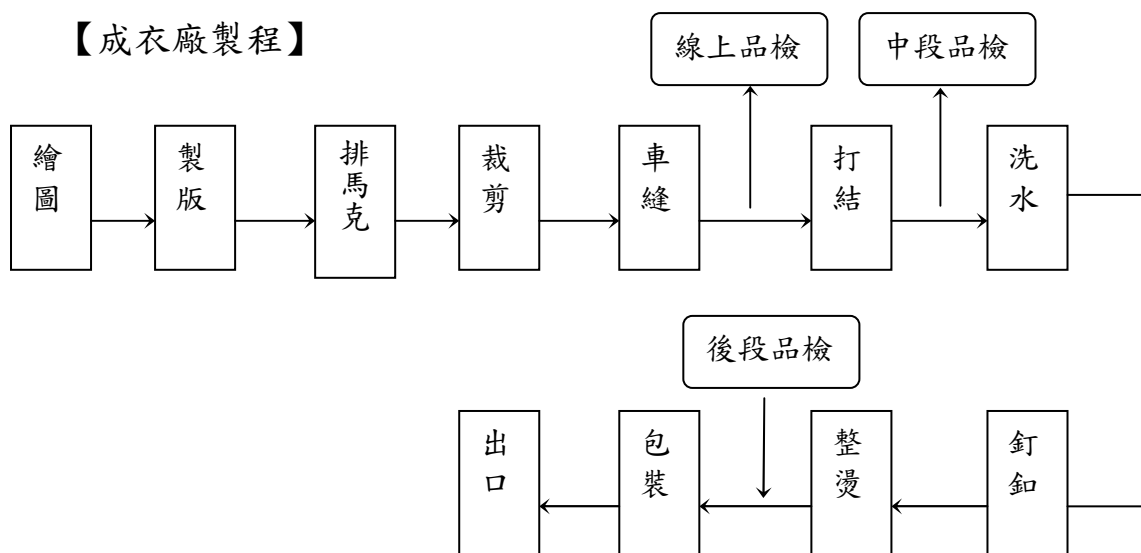 【成衣廠製程】
線上品檢
中段品檢
繪圖
製版
排馬克
裁剪
車縫
打結
洗水
後段品檢
釘釦
整燙
包裝
出口